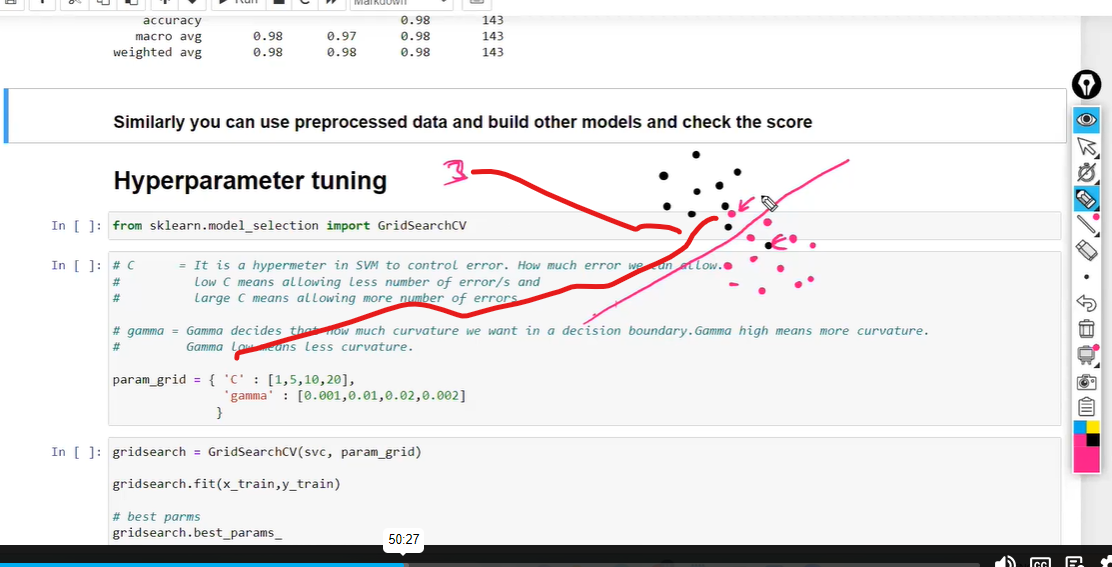 Run
Markdown
accuracy 0.98 143
macro avg 0.98 0.97 0.98 143
weighted avg 0.98 0.98 0.98 143
Similarly you can use preprocessed data and build other models and check the score
Hyperparameter tuning
3
In [ ]: from sklearn.model_selection import GridSearchCV
In [ ]: # C = It is a hypermeter in SVM to control error. How much error we can allow.
# low C means allowing less number of error/s and
# large C means allowing more number of errors
# gamma = Gamma decides that how much curvature we want in a decision boundary.Gamma high means more curvature.
# Gamma low means less curvature.
param_grid = { 'C' : [1,5,10,20],
'gamma' : [0.001,0.01,0.02,0.002]
}
In [ ]: gridsearch = GridSearchCV(svc, param_grid)
gridsearch.fit(x_train,y_train)
# best parms
gridsearch.best_params_
50:27
CC